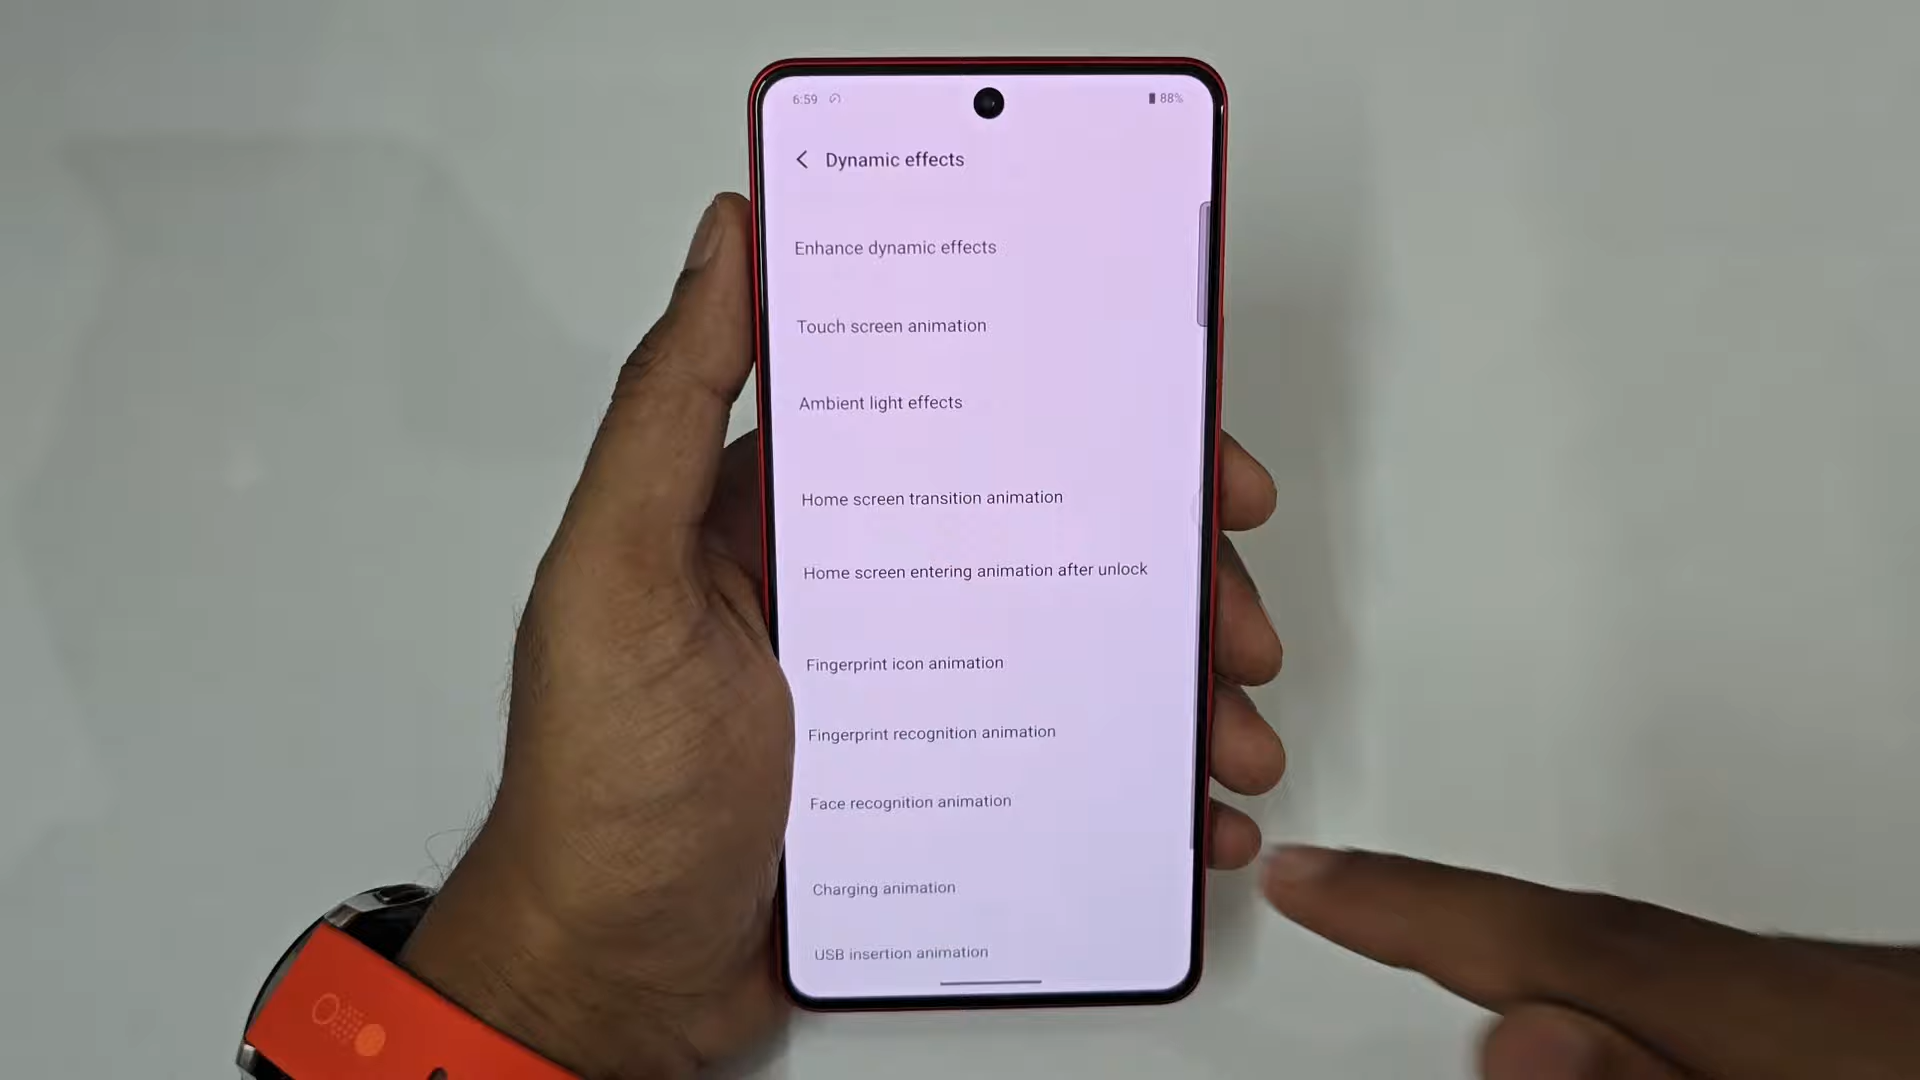 6:59 88%
Dynamic effects
Enhance dynamic effects
Touch screen animation
Ambient light effects
Home screen transition animation
Home screen entering animation after unlock
Fingerprint icon animation
Fingerprint recognition animation
Face recognition animation
Charging animation
USB insertion animation